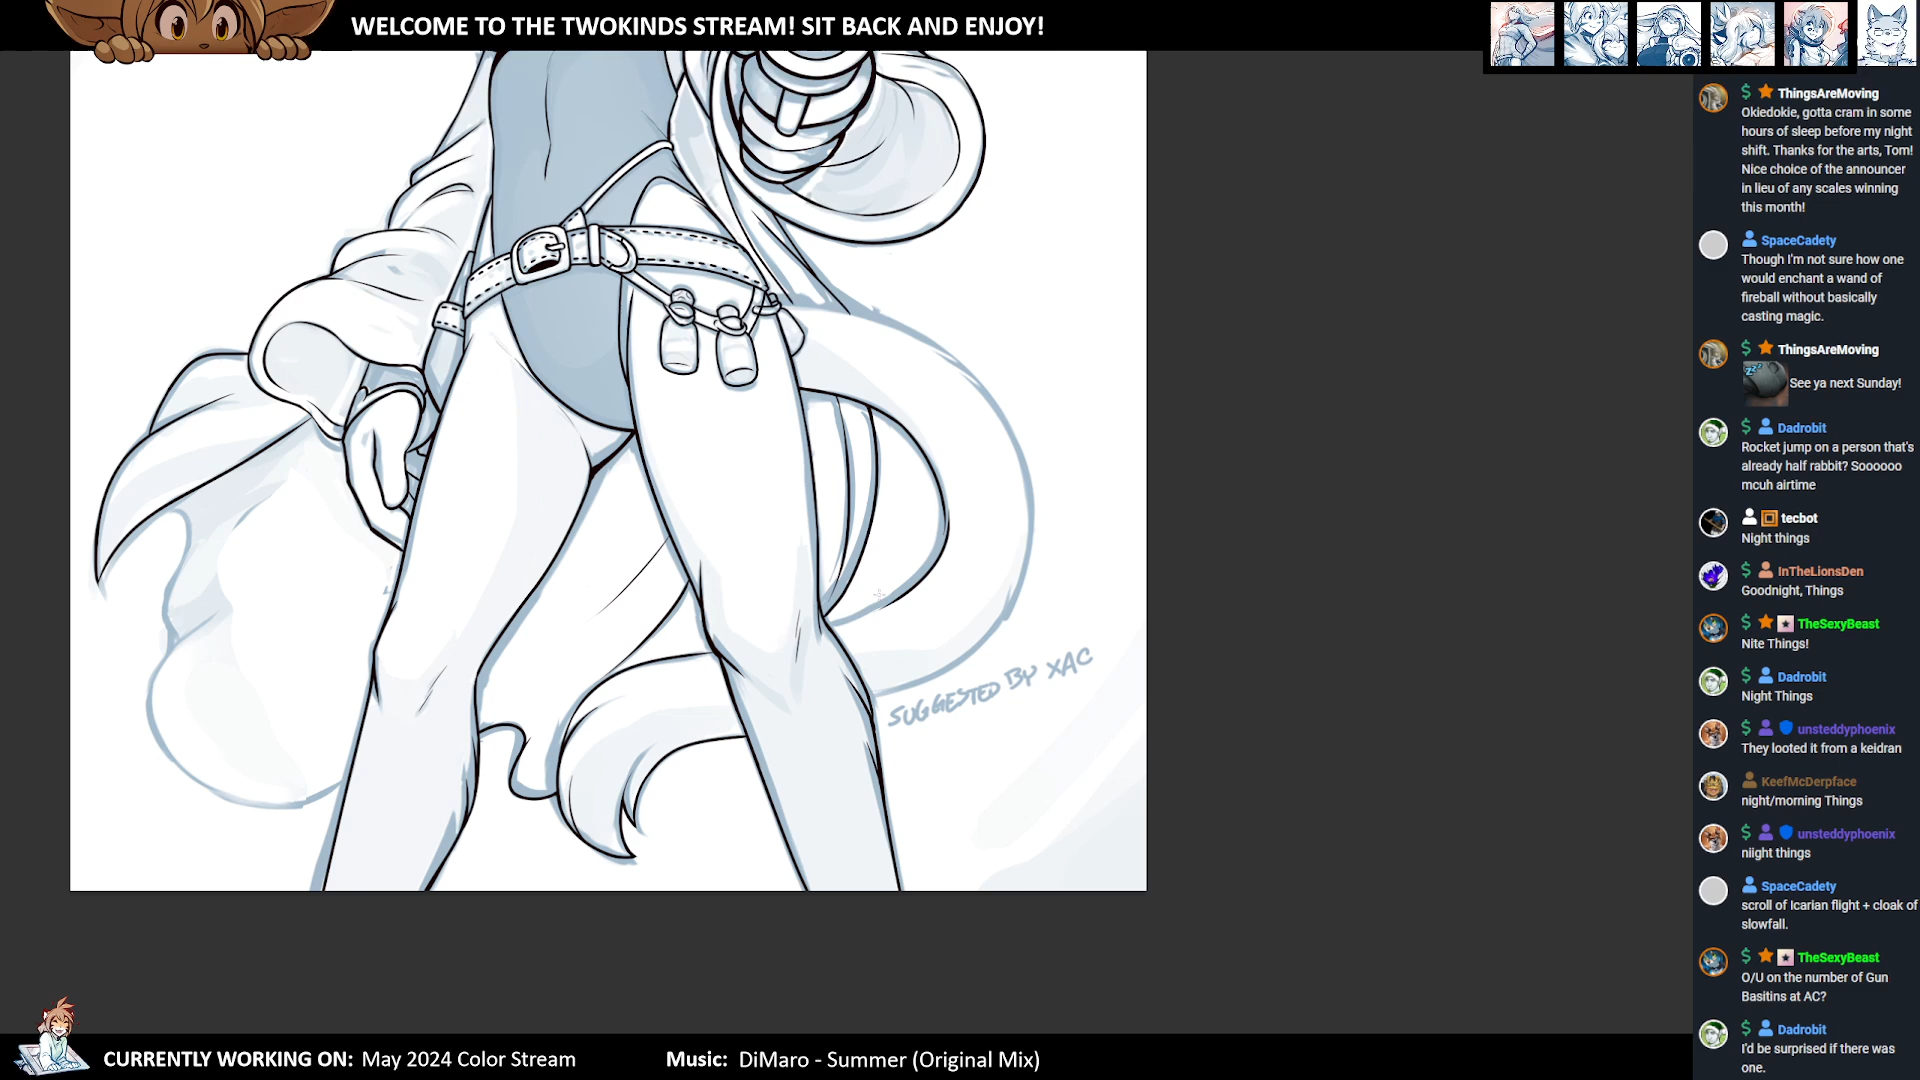 WELCOME TO THE TWOKINDS STREAM! SIT BACK AND ENJOY!
ThingsAreMoving
Okiedokie, gotta cram in some
hours of sleep before my night
shift. Thanks for the arts, Tom!
Nice choice of the announcer
in lieu of any scales winning
this month!
SpaceCadety
Though I'm not sure how one
would enchant a wand of
fireball without basically
casting magic.
ThingsAreMoving
zzz See ya next Sunday!
Dadrobit
Rocket jump on a person that's
already half rabbit? Soooooo
mcuh airtime
tecbot
Night things
InTheLionsDen
Goodnight, Things
TheSexyBeast
Nite Things!
Dadrobit
Night Things
unsteddyphoenix
They looted it from a keidran
KeefMcDerpface
night/morning Things
unsteddyphoenix
niight things
SpaceCadety
scroll of Icarian flight + cloak of
slowfall.
TheSexyBeast
O/U on the number of Gun
Basitins at AC?
Dadrobit
I'd be surprised if there was
one.
SUGGESTED BY XAC
CURRENTLY WORKING ON: May 2024 Color Stream
Music: DiMaro - Summer (Original Mix)